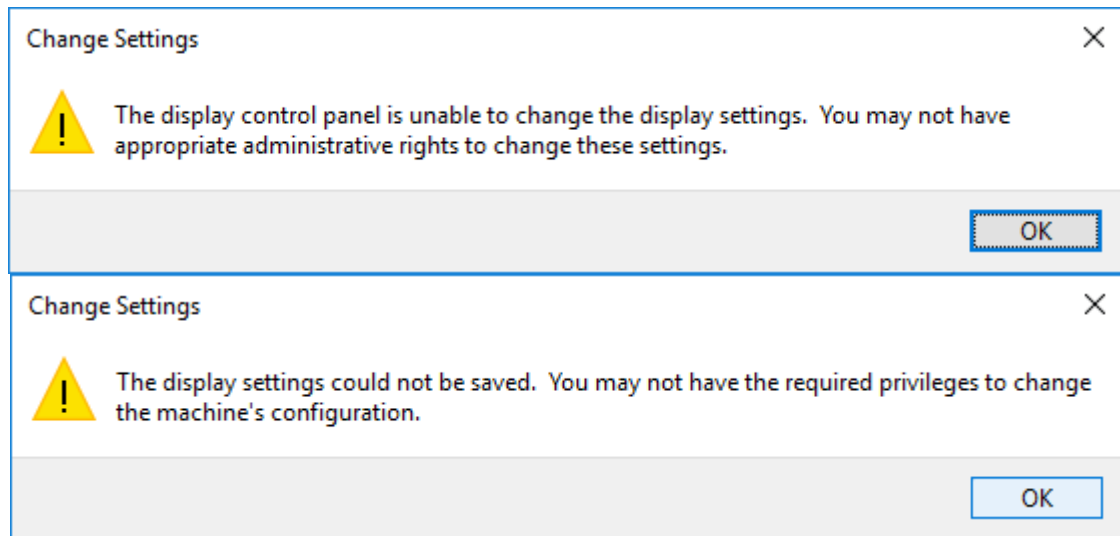 Change Settings
The display control panel is unable to change the display settings.  You may not have
appropriate administrative rights to change these settings.
OK
Change Settings
The display settings could not be saved.  You may not have the required privileges to change
the machine's configuration.
OK